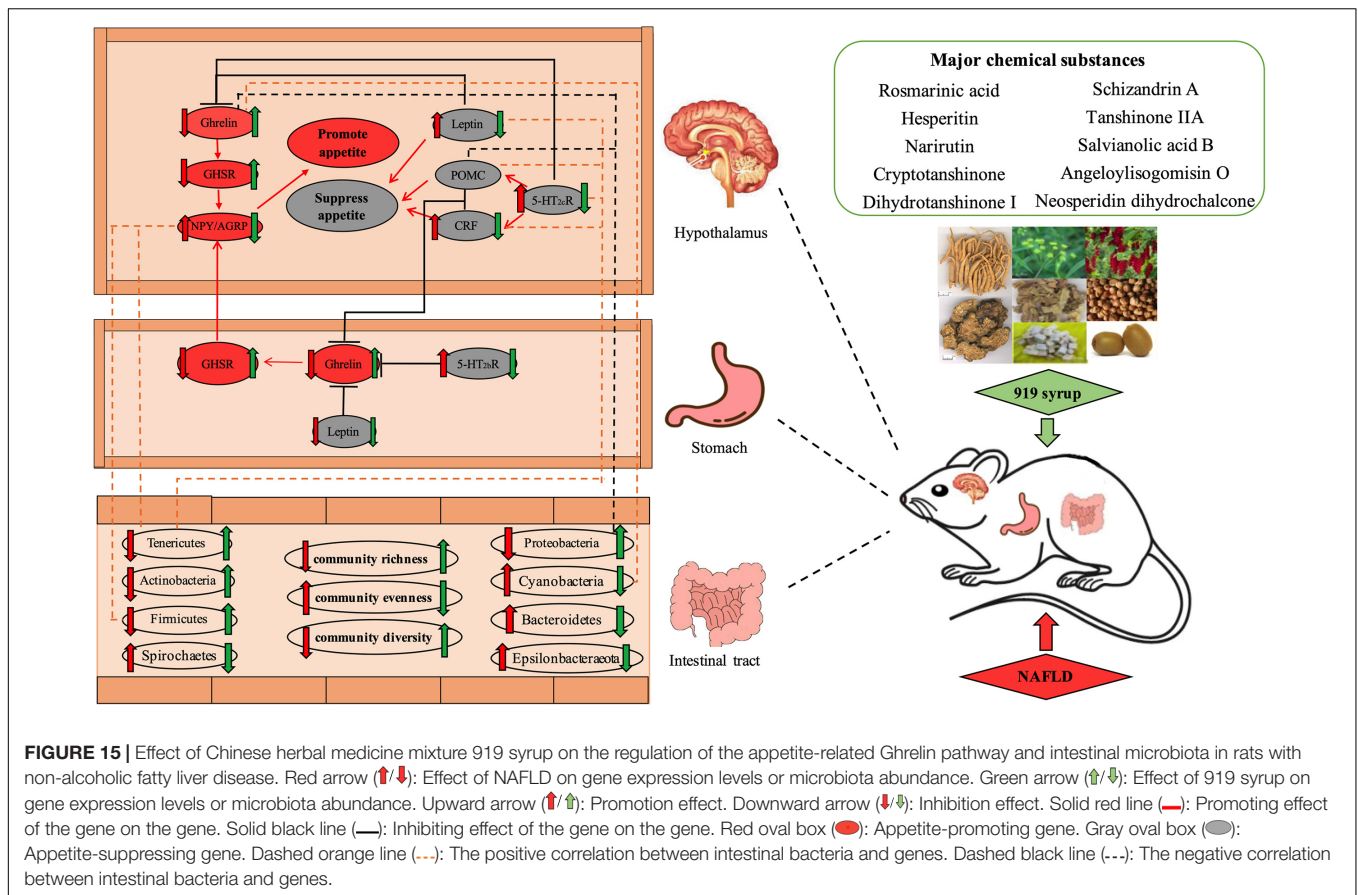 Ghrelin
Leptin
Promote
appetite
GHSR
POMC
Suppress
appetite
5-HT2cR
NPY/AGRP
CRF
Hypothalamus
GHSR
Ghrelin
5-HT2bR
Leptin
Stomach
Tenericutes
Actinobacteria
Firmicutes
Spirochaetes
community richness
community evenness
community diversity
Proteobacteria
Cyanobacteria
Bacteroidetes
Epsilonbacteraeota
Intestinal tract
Major chemical substances
Rosmarinic acid Schizandrin A
Hesperitin Tanshinone IIA
Narirutin Salvianolic acid B
Cryptotanshinone Angeloylisogomisin O
Dihydrotanshinone I Neosperidin dihydrochalcone
919 syrup
NAFLD
FIGURE 15 | Effect of Chinese herbal medicine mixture 919 syrup on the regulation of the appetite-related Ghrelin pathway and intestinal microbiota in rats with
non-alcoholic fatty liver disease. Red arrow (⬆/⬇): Effect of NAFLD on gene expression levels or microbiota abundance. Green arrow (⬆/⬇): Effect of 919 syrup on
gene expression levels or microbiota abundance. Upward arrow (⬆/⬆): Promotion effect. Downward arrow (⬇/⬇): Inhibition effect. Solid red line (—): Promoting effect
of the gene on the gene. Solid black line (—): Inhibiting effect of the gene on the gene. Red oval box (⬬): Appetite-promoting gene. Gray oval box (⬬):
Appetite-suppressing gene. Dashed orange line (---): The positive correlation between intestinal bacteria and genes. Dashed black line (---): The negative correlation
between intestinal bacteria and genes.